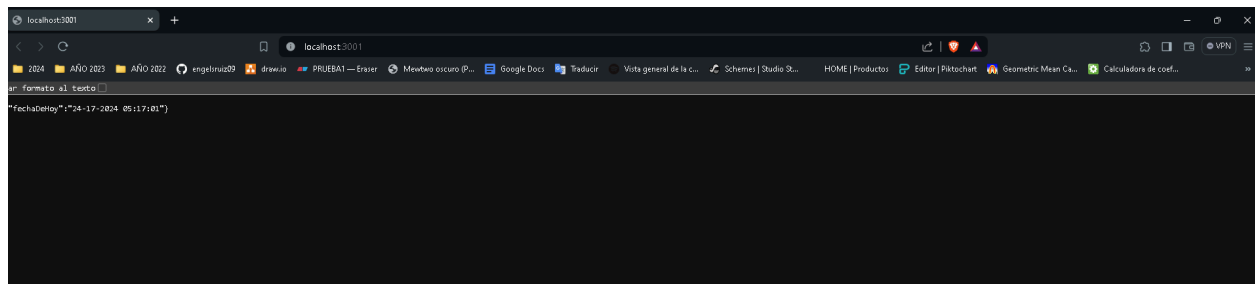 localhost:3001
localhost:3001
VPN
2024 AÑO 2023 AÑO 2022 engelsruiz09 draw.io PRUEBA1 — Eraser Mewtwo oscuro (P... Google Docs Traducir Vista general de la c... Schemes | Studio St... HOME | Productos Editor | Piktochart Geometric Mean Ca... Calculadora de coef... »
ar formato al texto
"fechaDeHoy":"24-17-2024 05:17:01"}